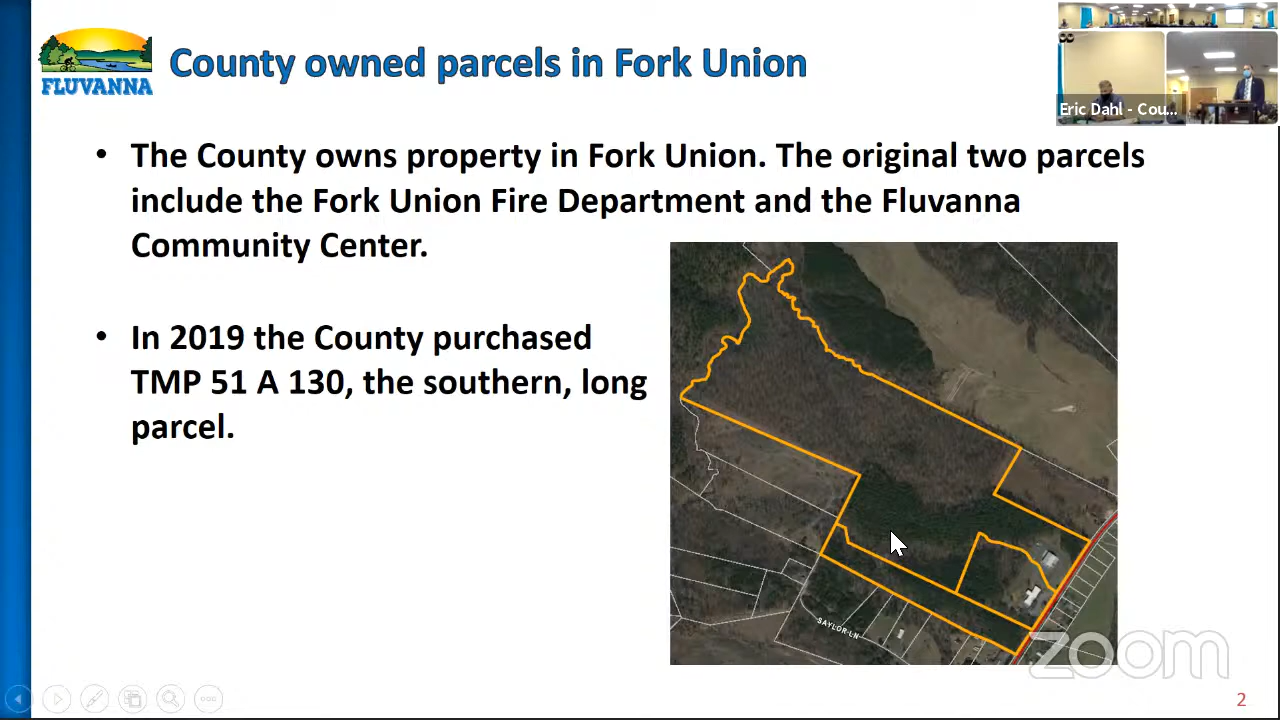 FLUVANNA
County owned parcels in Fork Union
Eric Dahl - Cou...
• The County owns property in Fork Union. The original two parcels
include the Fork Union Fire Department and the Fluvanna
Community Center.
• In 2019 the County purchased
TMP 51 A 130, the southern, long
parcel.
SAYLOR LN
zoom
2